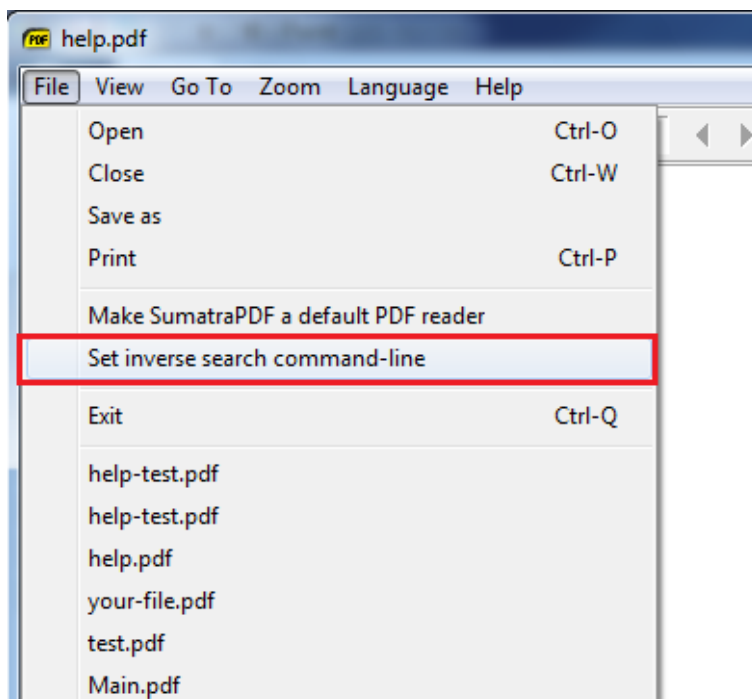 PDF help.pdf
File View Go To Zoom Language Help
Open Ctrl-O
Close Ctrl-W
Save as
Print Ctrl-P
Make SumatraPDF a default PDF reader
Set inverse search command-line
Exit Ctrl-Q
help-test.pdf
help-test.pdf
help.pdf
your-file.pdf
test.pdf
Main.pdf